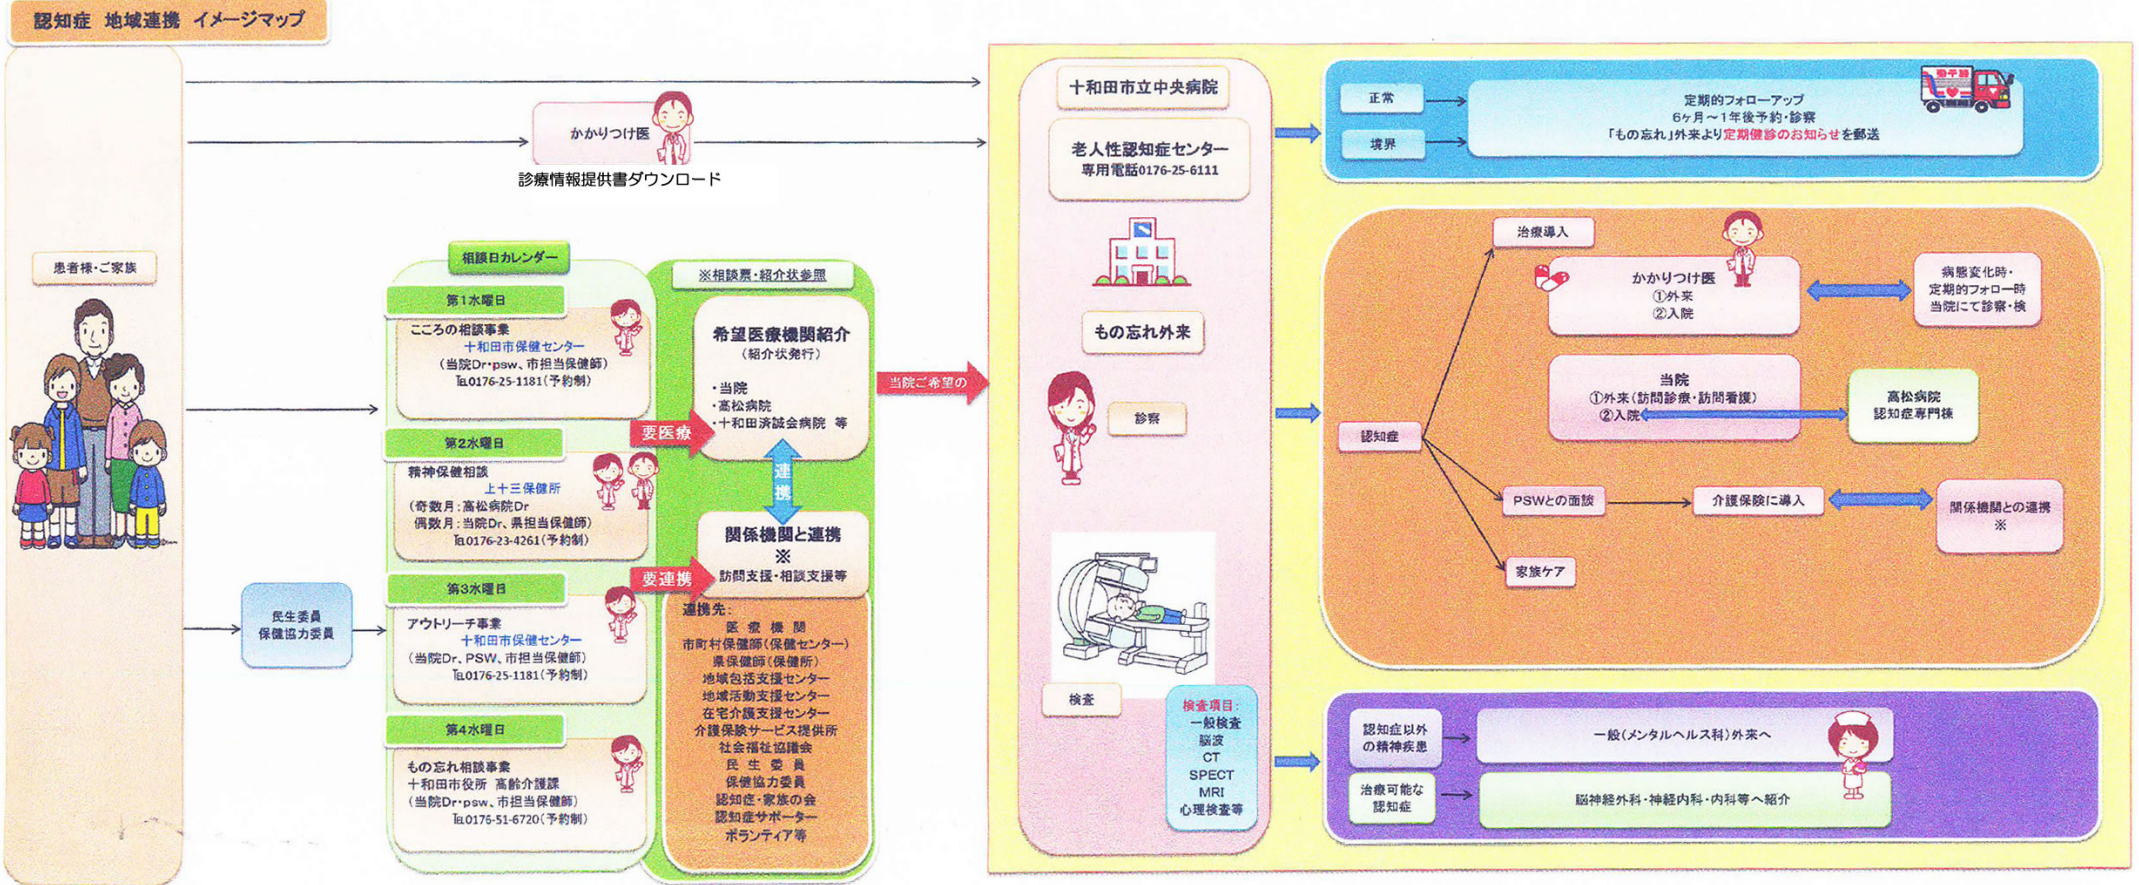 認知症 地域連携 イメージマップ
患者様・ご家族
かかりつけ医
診療情報提供書ダウンロード
民生委員
保健協力委員
相談日カレンダー
第1水曜日
こころの相談事業
十和田市保健センター
(当院Dr・psw、市担当保健師)
℡0176-25-1181(予約制)
第2水曜日
精神保健相談
上十三保健所
(奇数月:高松病院Dr
偶数月:当院Dr、県担当保健師)
℡0176-23-4261(予約制)
第3水曜日
アウトリーチ事業
十和田市保健センター
(当院Dr、PSW、市担当保健師)
℡0176-25-1181(予約制)
第4水曜日
もの忘れ相談事業
十和田市役所 高齢介護課
(当院Dr・psw、市担当保健師)
℡0176-51-6720(予約制)
要医療
要連携
※相談票・紹介状参照
希望医療機関紹介
(紹介状発行)
・当院
・高松病院
・十和田済誠会病院 等
連携
関係機関と連携
※
訪問支援・相談支援等
連携先:
医療機関
市町村保健師(保健センター)
県保健師(保健所)
地域包括支援センター
地域活動支援センター
在宅介護支援センター
介護保険サービス提供所
社会福祉協議会
民生委員
保健協力委員
認知症・家族の会
認知症サポーター
ボランティア等
当院ご希望の
十和田市立中央病院
老人性認知症センター
専用電話0176-25-6111
もの忘れ外来
診察
検査
検査項目:
一般検査
脳波
CT
SPECT
MRI
心理検査等
正常
境界
定期的フォローアップ
6ヶ月～1年後予約・診察
「もの忘れ」外来より定期健診のお知らせを郵送
認知症
治療導入
かかりつけ医
①外来
②入院
病態変化時・
定期的フォロー時
当院にて診察・検
当院
①外来(訪問診療・訪問看護)
②入院
高松病院
認知症専門棟
PSWとの面談
介護保険に導入
関係機関との連携
※
家族ケア
認知症以外
の精神疾患
一般(メンタルヘルス科)外来へ
治療可能な
認知症
脳神経外科・神経内科・内科等へ紹介